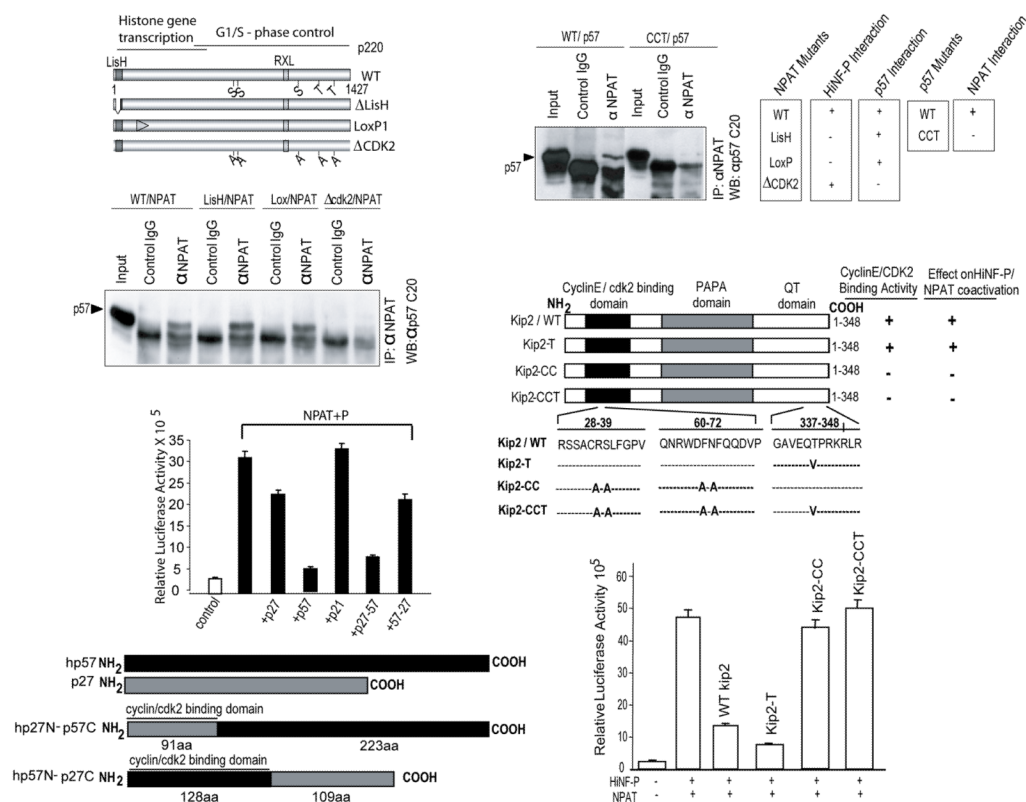 Histone gene transcription
G1/S - phase control
p220
LisH
RXL
WT
1
S S S T T
1427
ΔLisH
LoxP1
ΔCDK2
A A A A A
WT/NPAT LisH/NPAT Lox/NPAT Δcdk2/NPAT
Input
Control IgG
αNPAT
Control IgG
αNPAT
Control IgG
αNPAT
Control IgG
αNPAT
p57
IP: αNPAT
WB:αp57 C20
NPAT+P
Relative Luciferase Activity X 10 5
35
30
25
20
15
10
5
0
control
+p27
+p57
+p21
+p27-57
+57-27
hp57 NH2 COOH
p27 NH2 COOH
cyclin/cdk2 binding domain
hp27N- p57C NH2 COOH
91aa 223aa
cyclin/cdk2 binding domain
hp57N- p27C NH2 COOH
128aa 109aa
WT/ p57 CCT/ p57
Input
Control IgG
α NPAT
Input
Control IgG
α NPAT
p57
IP: αNPAT
WB: αp57 C20
NPAT Mutants
HiNF-P Interaction
p57 Interaction
p57 Mutants
NPAT Interaction
WT + + WT +
LisH - + CCT -
LoxP - +
ΔCDK2 + -
CyclinE / cdk2 binding domain
PAPA domain
QT domain
CyclinE/CDK2 Binding Activity
Effect onHiNF-P/ NPAT coactivation
NH2 COOH
Kip2 / WT 1-348 + +
Kip2-T 1-348 + +
Kip2-CC 1-348 - -
Kip2-CCT 1-348 - -
28-39 60-72 337-348
Kip2 / WT RSSACRSLFGPV QNRWDFNFQQDVP GAVEQTPRKRLR
Kip2-T V
Kip2-CC A-A A-A
Kip2-CCT A-A A-A V
Relative Luciferase Activity 10 5
60
50
40
30
20
10
0
WT kip2
Kip2-T
Kip2-CC
Kip2-CCT
HiNF-P - + + + + +
NPAT - + + + + +